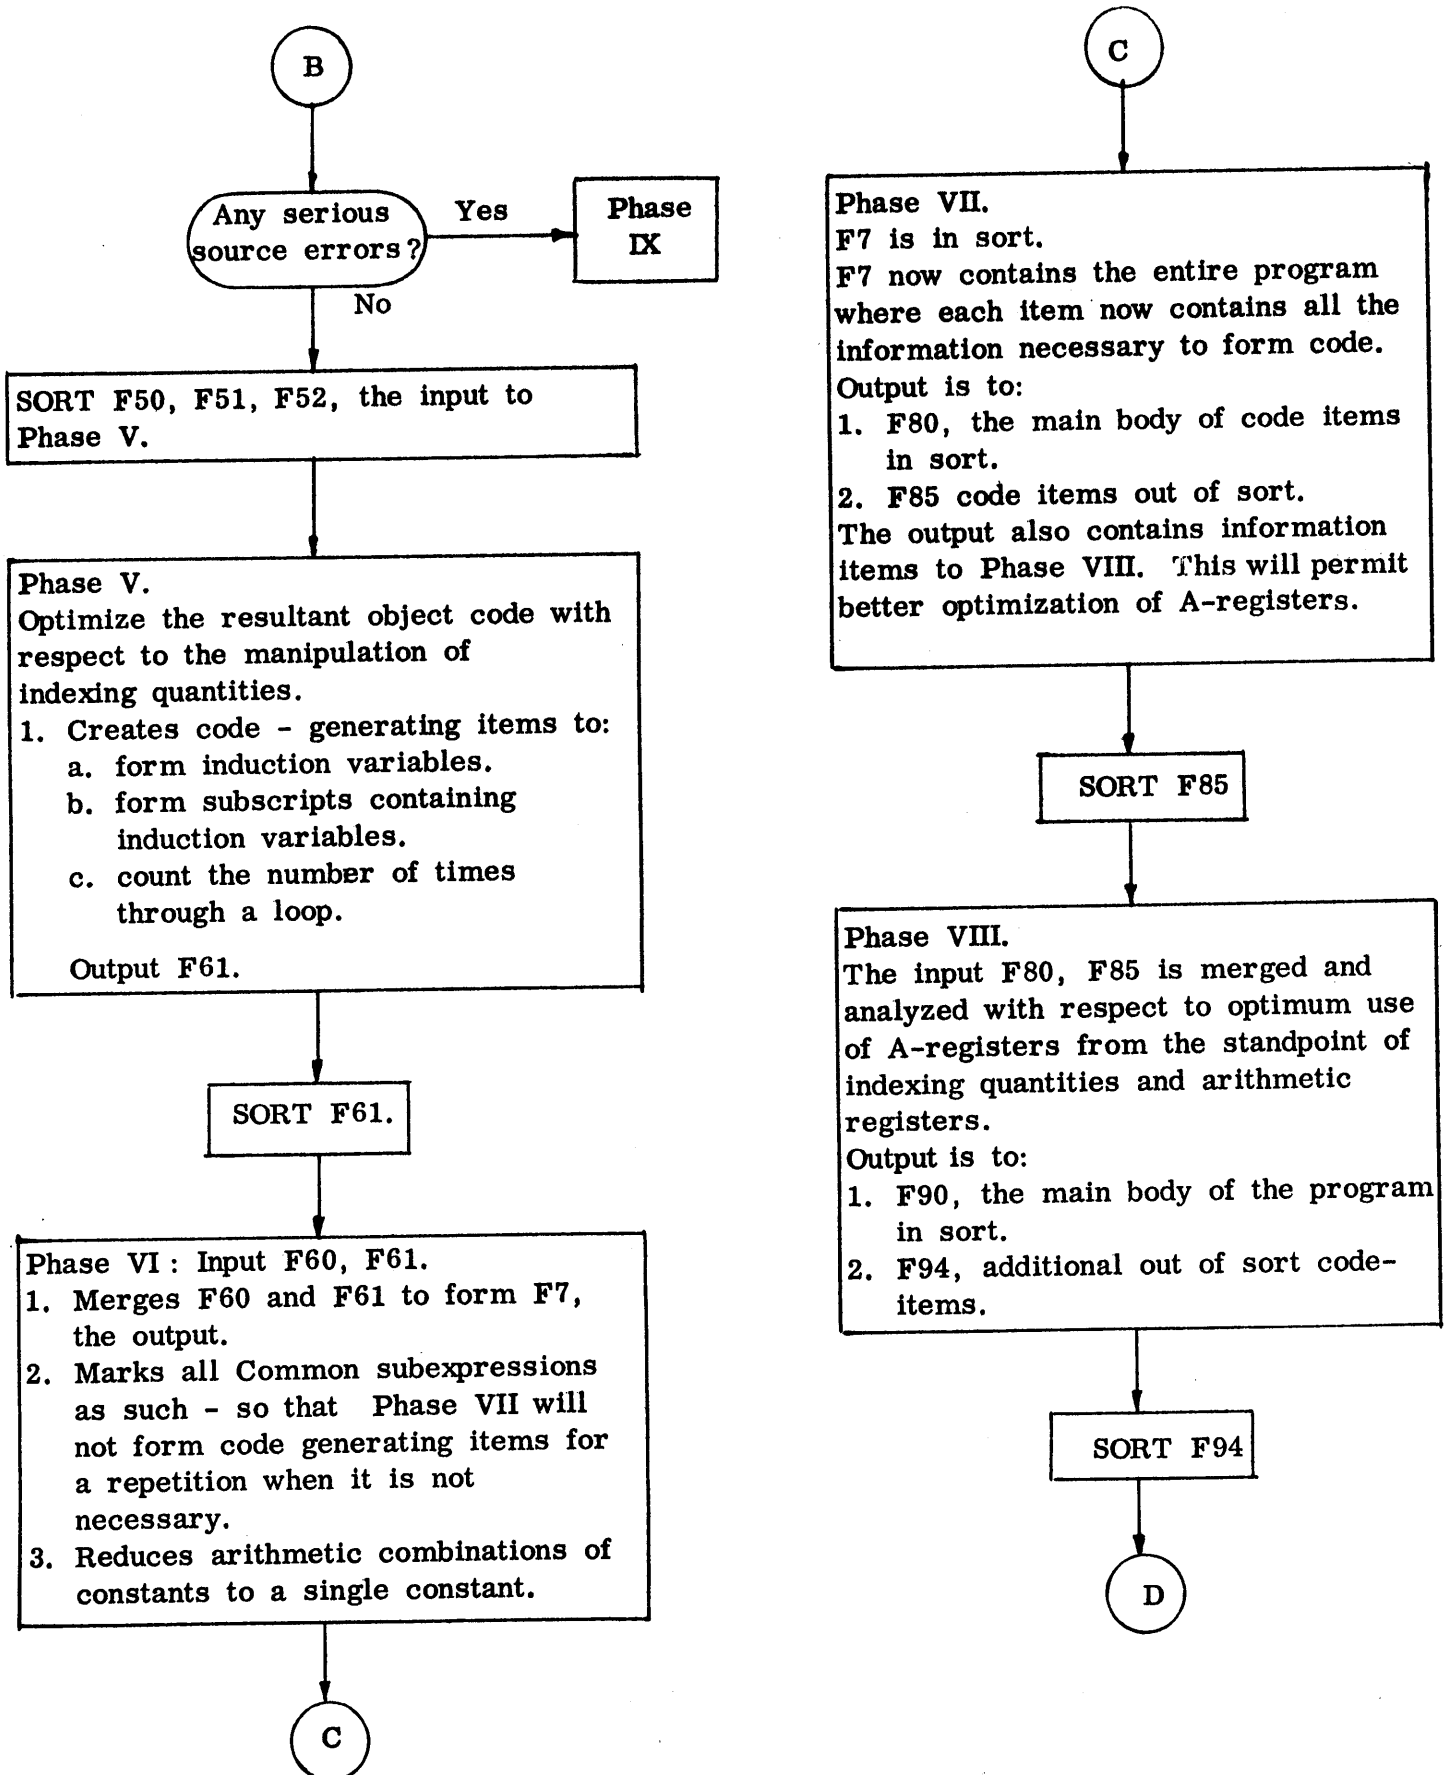 B
Any serious
source errors?
Yes
Phase
IX
No
SORT F50, F51, F52, the input to
Phase V.
Phase V.
Optimize the resultant object code with
respect to the manipulation of
indexing quantities.
1. Creates code - generating items to:
a. form induction variables.
b. form subscripts containing
induction variables.
c. count the number of times
through a loop.
Output F61.
SORT F61.
Phase VI : Input F60, F61.
1. Merges F60 and F61 to form F7,
the output.
2. Marks all Common subexpressions
as such - so that Phase VII will
not form code generating items for
a repetition when it is not
necessary.
3. Reduces arithmetic combinations of
constants to a single constant.
C
C
Phase VII.
F7 is in sort.
F7 now contains the entire program
where each item now contains all the
information necessary to form code.
Output is to:
1. F80, the main body of code items
in sort.
2. F85 code items out of sort.
The output also contains information
items to Phase VIII. This will permit
better optimization of A-registers.
SORT F85
Phase VIII.
The input F80, F85 is merged and
analyzed with respect to optimum use
of A-registers from the standpoint of
indexing quantities and arithmetic
registers.
Output is to:
1. F90, the main body of the program
in sort.
2. F94, additional out of sort code-
items.
SORT F94
D